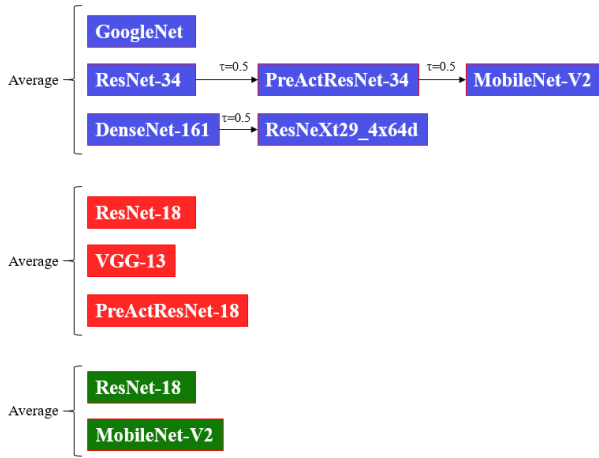 GoogleNet
Average
ResNet-34 τ=0.5 PreActResNet-34 τ=0.5 MobileNet-V2
DenseNet-161 τ=0.5 ResNeXt29_4x64d
ResNet-18
Average
VGG-13
PreActResNet-18
ResNet-18
Average
MobileNet-V2